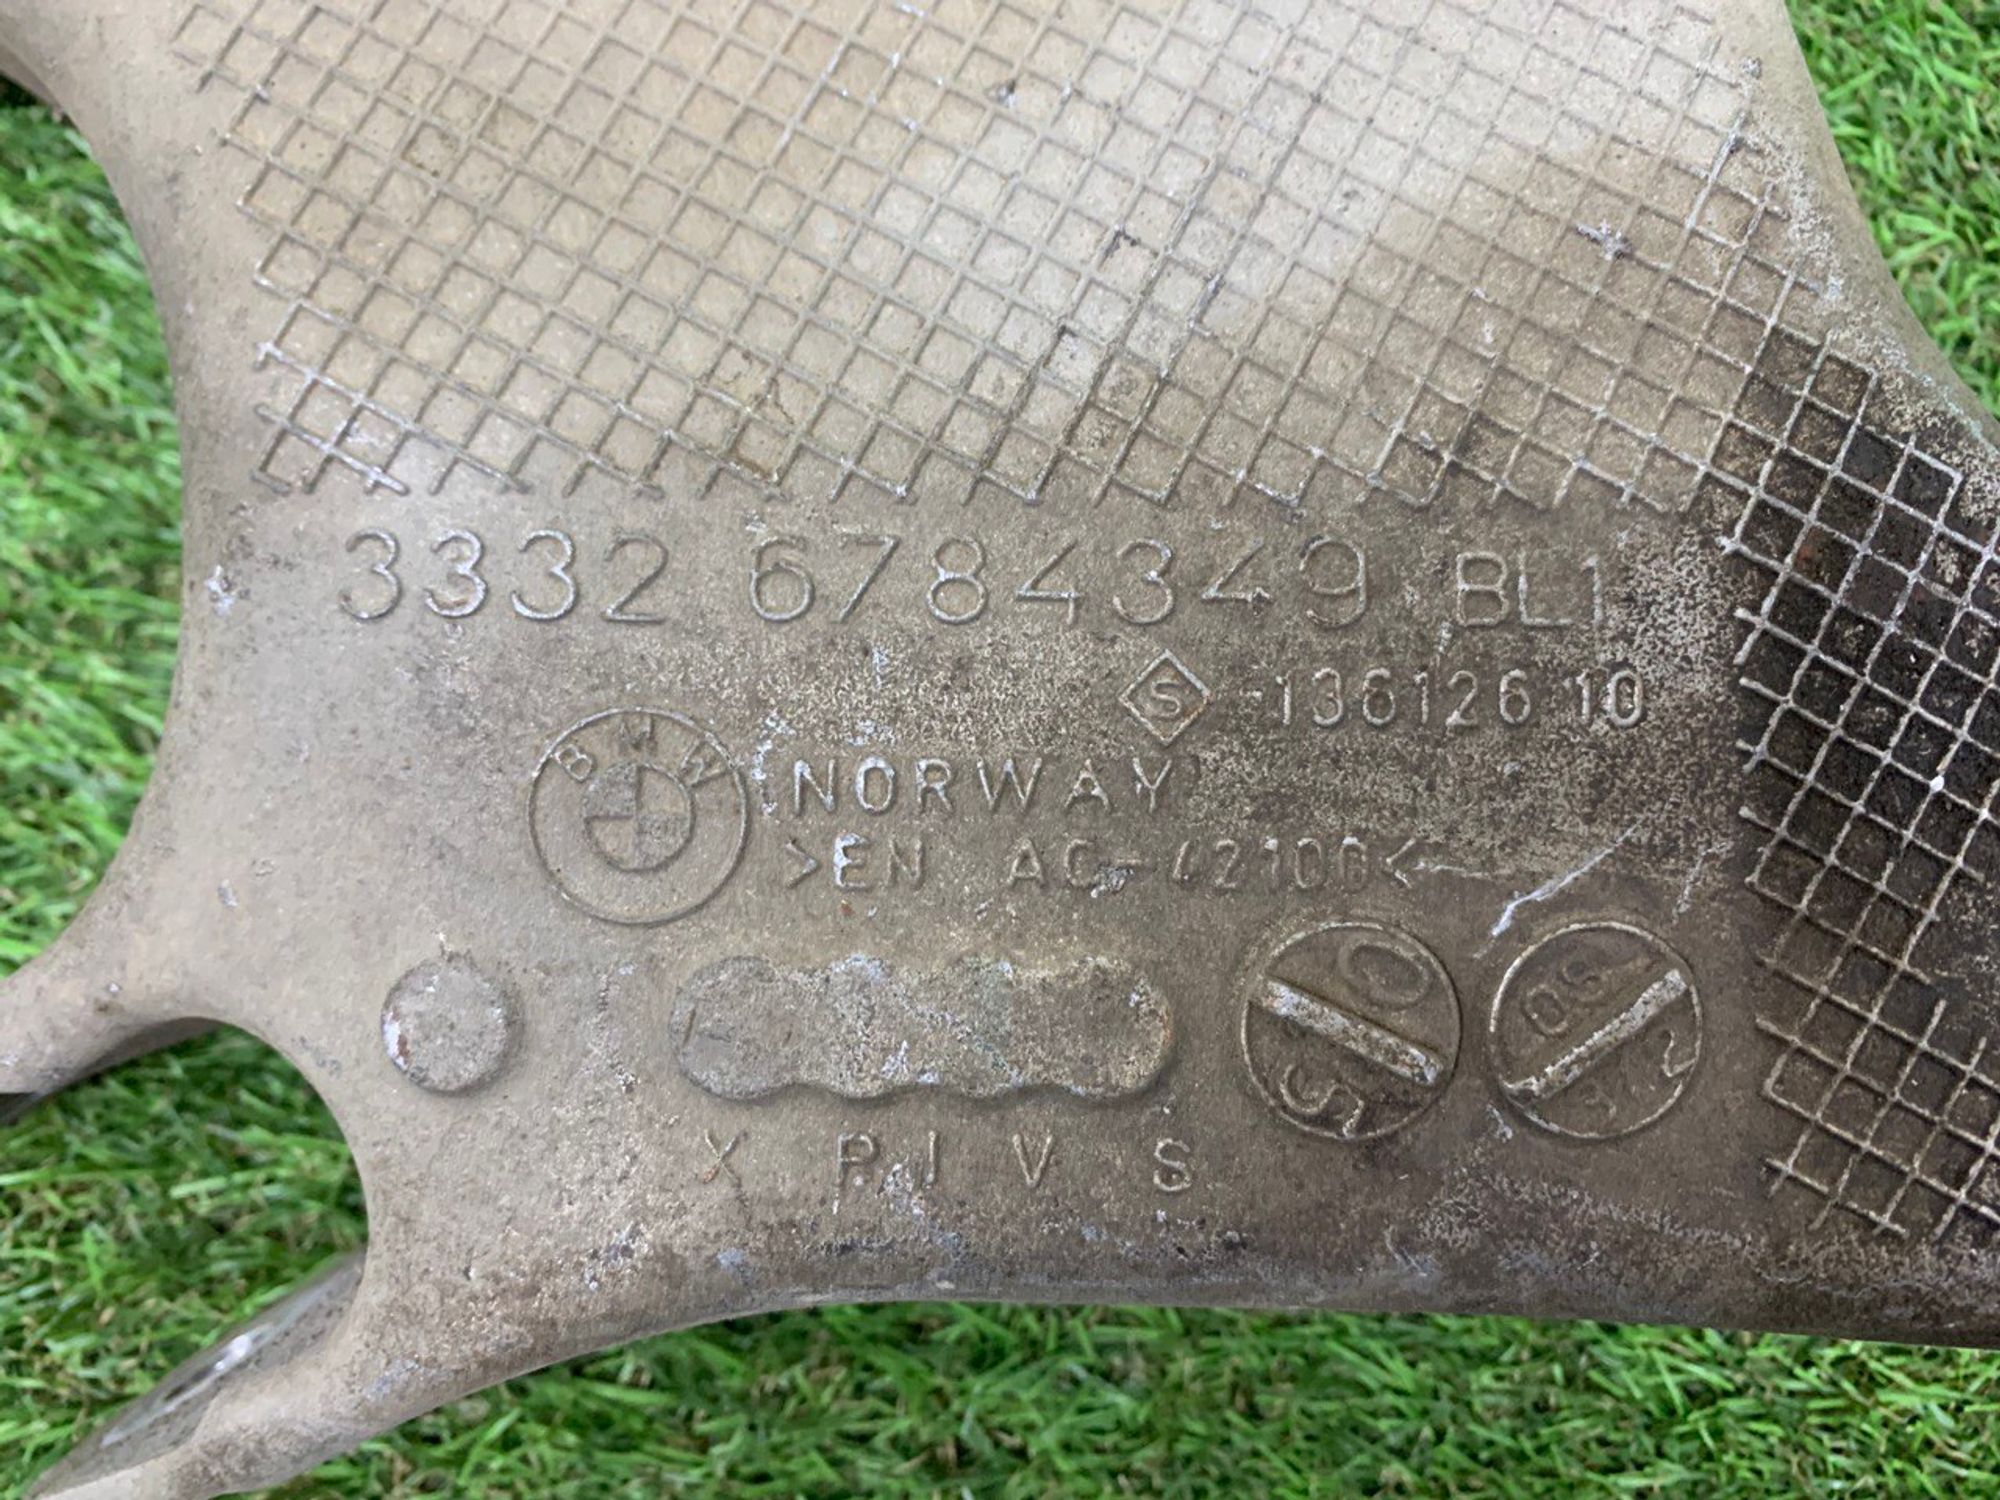 3332 6784349 BL1
S 136126 10
BMW
NORWAY
>EN AC-42100<
X P I V S